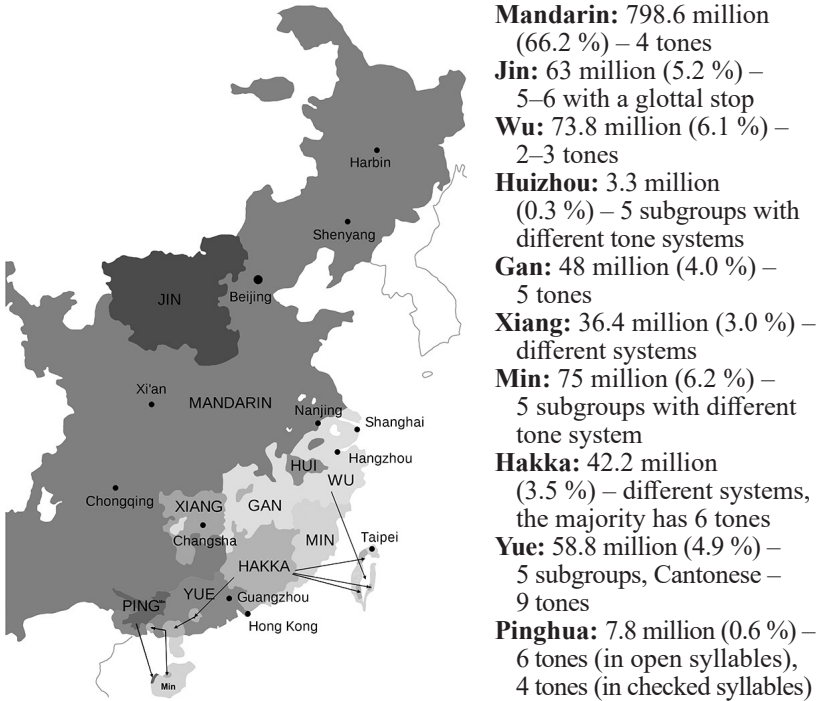 Harbin
Shenyang
JIN
Beijing
Xi'an
MANDARIN
Nanjing
Shanghai
Hangzhou
HUI
WU
Chongqing
XIANG
GAN
Changsha
MIN
Taipei
HAKKA
YUE
PING
Guangzhou
Hong Kong
Min
Mandarin: 798.6 million
(66.2 %) – 4 tones
Jin: 63 million (5.2 %) –
5–6 with a glottal stop
Wu: 73.8 million (6.1 %) –
2–3 tones
Huizhou: 3.3 million
(0.3 %) – 5 subgroups with
different tone systems
Gan: 48 million (4.0 %) –
5 tones
Xiang: 36.4 million (3.0 %) –
different systems
Min: 75 million (6.2 %) –
5 subgroups with different
tone system
Hakka: 42.2 million
(3.5 %) – different systems,
the majority has 6 tones
Yue: 58.8 million (4.9 %) –
5 subgroups, Cantonese –
9 tones
Pinghua: 7.8 million (0.6 %) –
6 tones (in open syllables),
4 tones (in checked syllables)